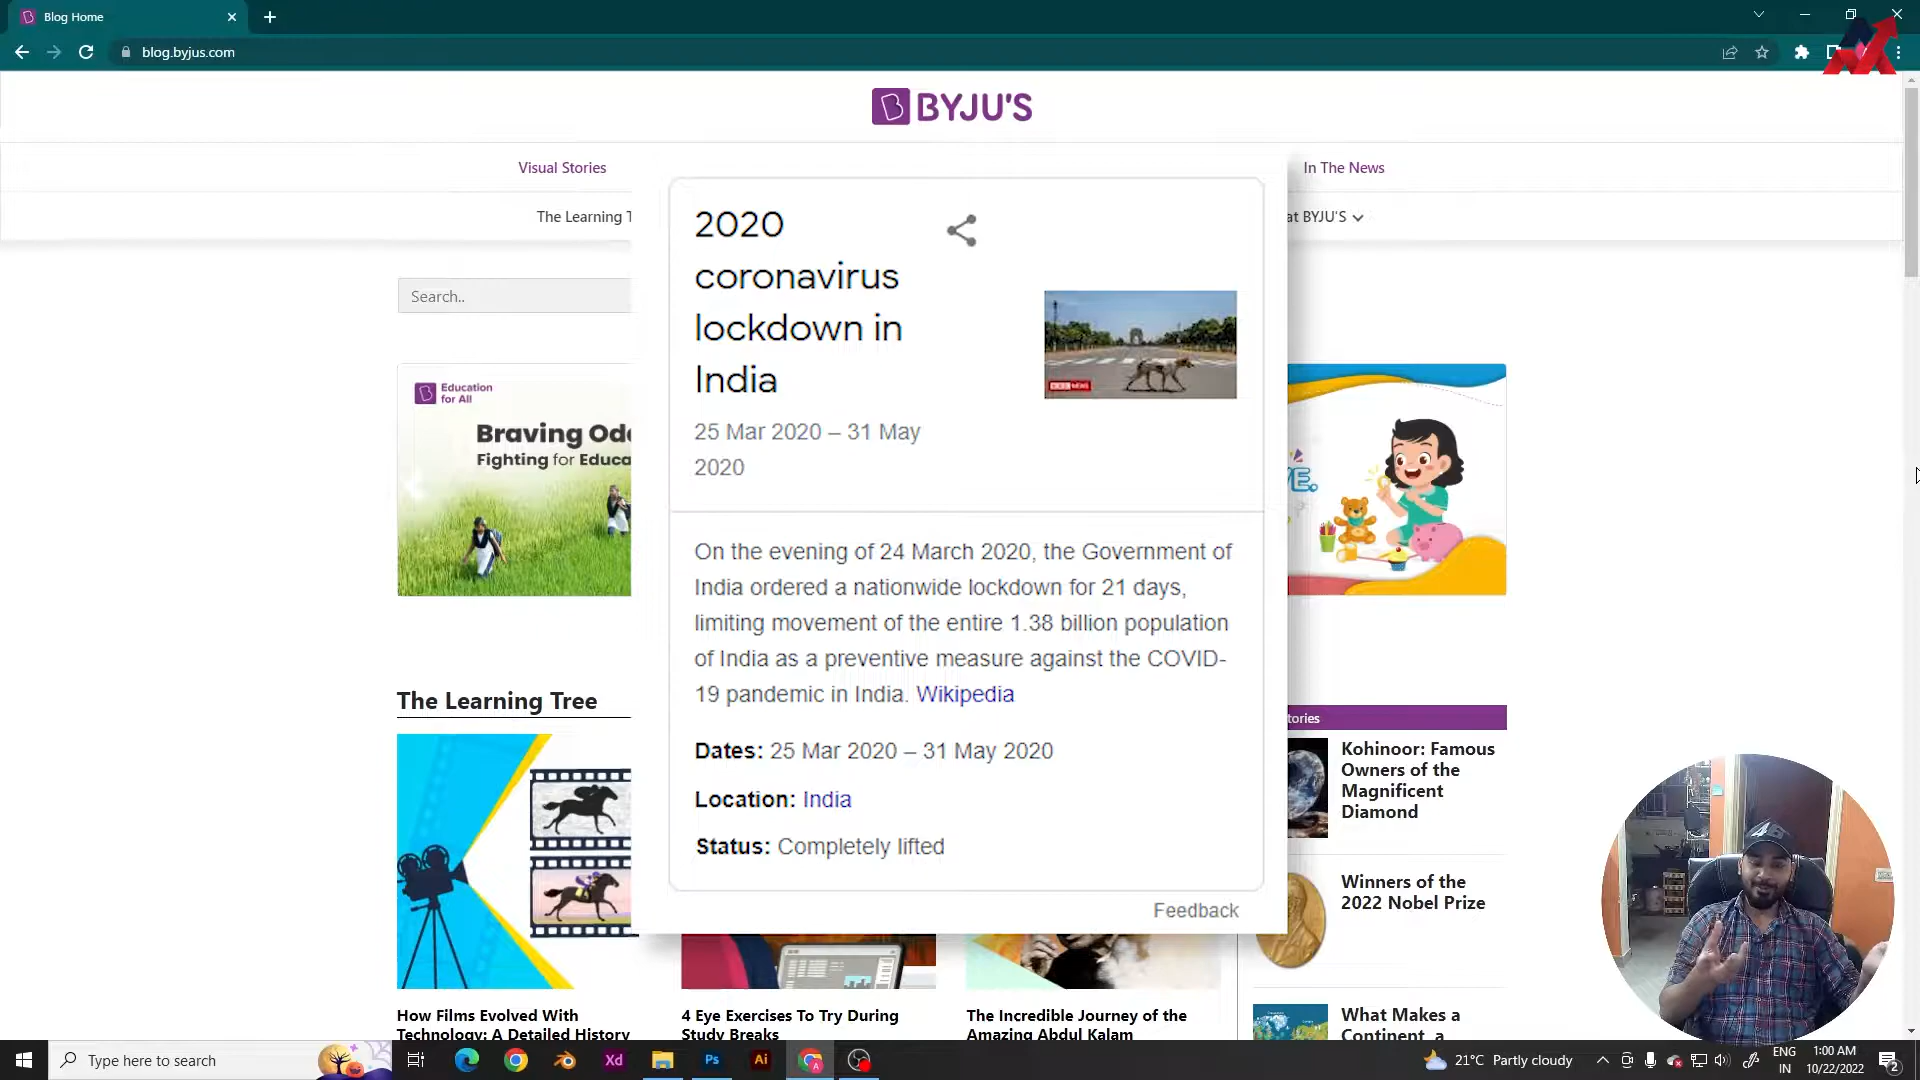 Blog Home
blog.byjus.com
BYJU'S
Visual Stories
In The News
The Learning T
at BYJU'S
Search..
2020
coronavirus
lockdown in
India
25 Mar 2020 – 31 May
2020
BBC NEWS
On the evening of 24 March 2020, the Government of
India ordered a nationwide lockdown for 21 days,
limiting movement of the entire 1.38 billion population
of India as a preventive measure against the COVID-
19 pandemic in India. Wikipedia
Dates: 25 Mar 2020 – 31 May 2020
Location: India
Status: Completely lifted
Feedback
Education
for All
Braving Od
Fighting for Educa
VE.
The Learning Tree
How Films Evolved With
Technology: A Detailed History
4 Eye Exercises To Try During
Study Breaks
The Incredible Journey of the
Amazing Abdul Kalam
tories
Kohinoor: Famous
Owners of the
Magnificent
Diamond
Winners of the
2022 Nobel Prize
What Makes a
Continent, a
Type here to search
Xd
Ps
Ai
21°C Partly cloudy
ENG
IN
1:00 AM
10/22/2022
2